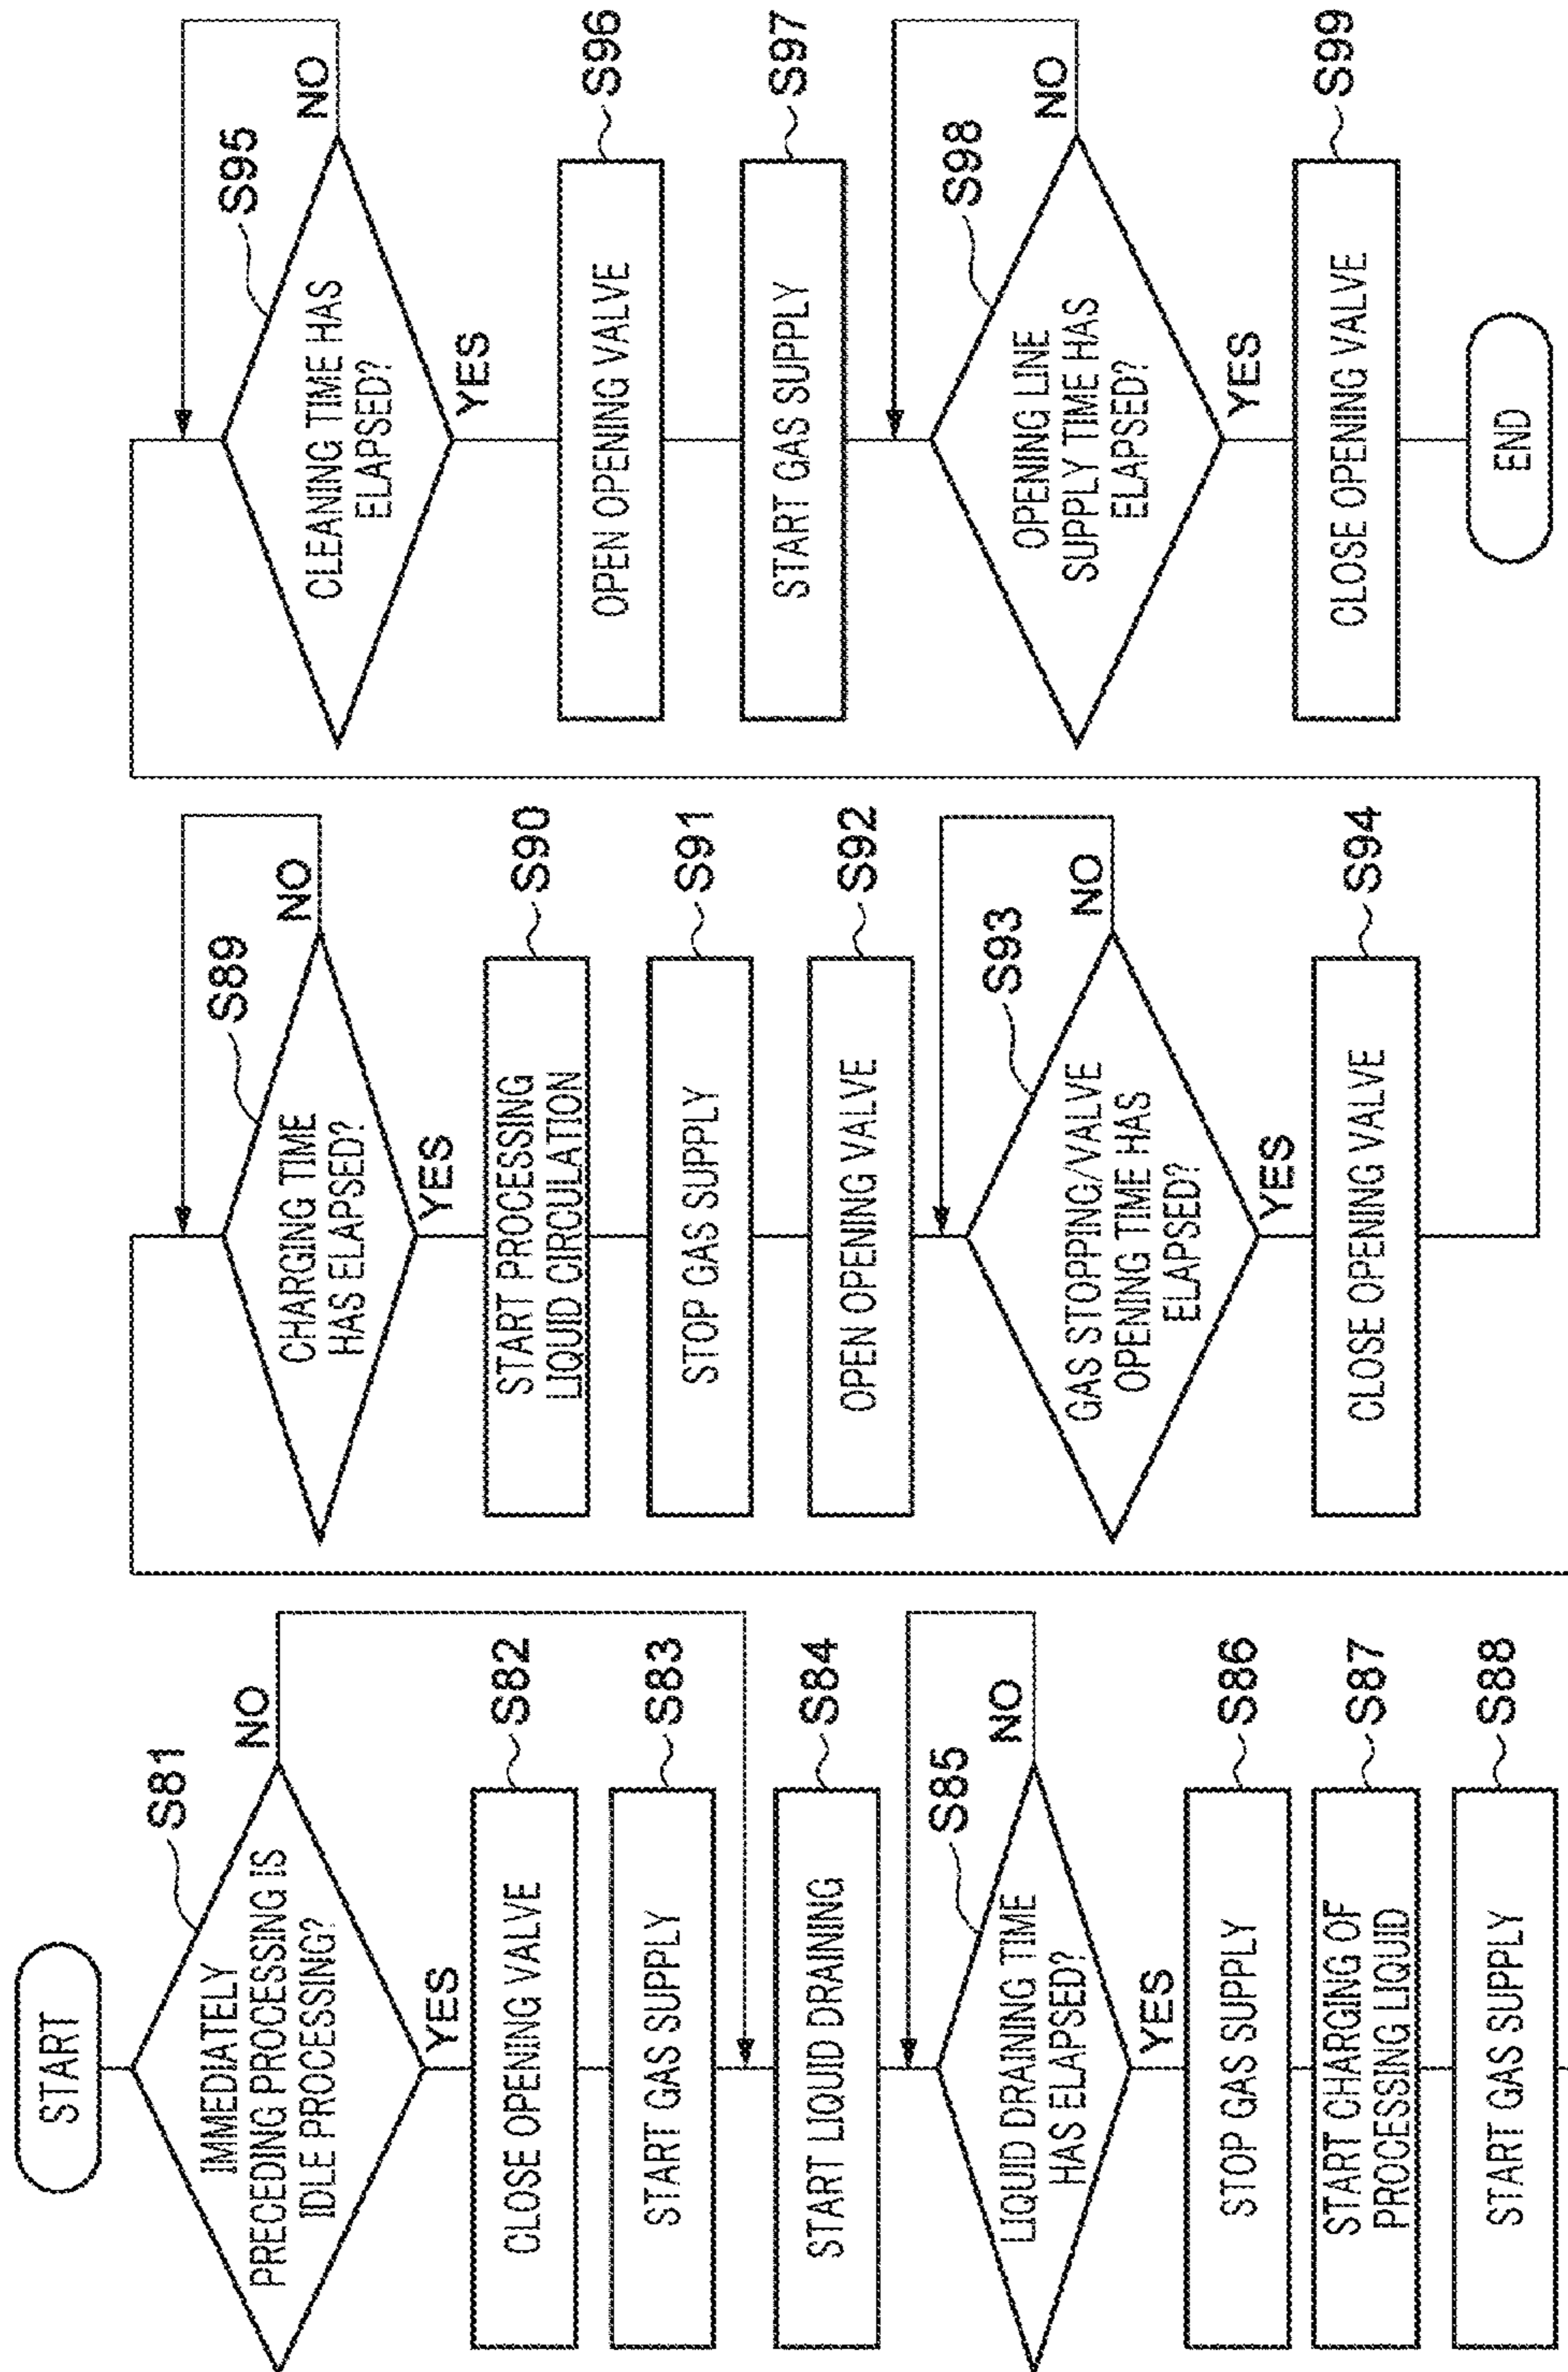 START
IMMEDIATELY
PRECEDING PROCESSING IS
IDLE PROCESSING?
S81
NO
YES
CLOSE OPENING VALVE
S82
START GAS SUPPLY
S83
START LIQUID DRAINING
S84
LIQUID DRAINING TIME
HAS ELAPSED?
S85
NO
YES
STOP GAS SUPPLY
S86
START CHARGING OF
PROCESSING LIQUID
S87
START GAS SUPPLY
S88
CHARGING TIME
HAS ELAPSED?
S89
NO
YES
START PROCESSING
LIQUID CIRCULATION
S90
STOP GAS SUPPLY
S91
OPEN OPENING VALVE
S92
GAS STOPPING/VALVE
OPENING TIME HAS
ELAPSED?
S93
NO
YES
CLOSE OPENING VALVE
S94
CLEANING TIME HAS
ELAPSED?
S95
NO
YES
OPEN OPENING VALVE
S96
START GAS SUPPLY
S97
OPENING LINE
SUPPLY TIME HAS
ELAPSED?
S98
NO
YES
CLOSE OPENING VALVE
S99
END